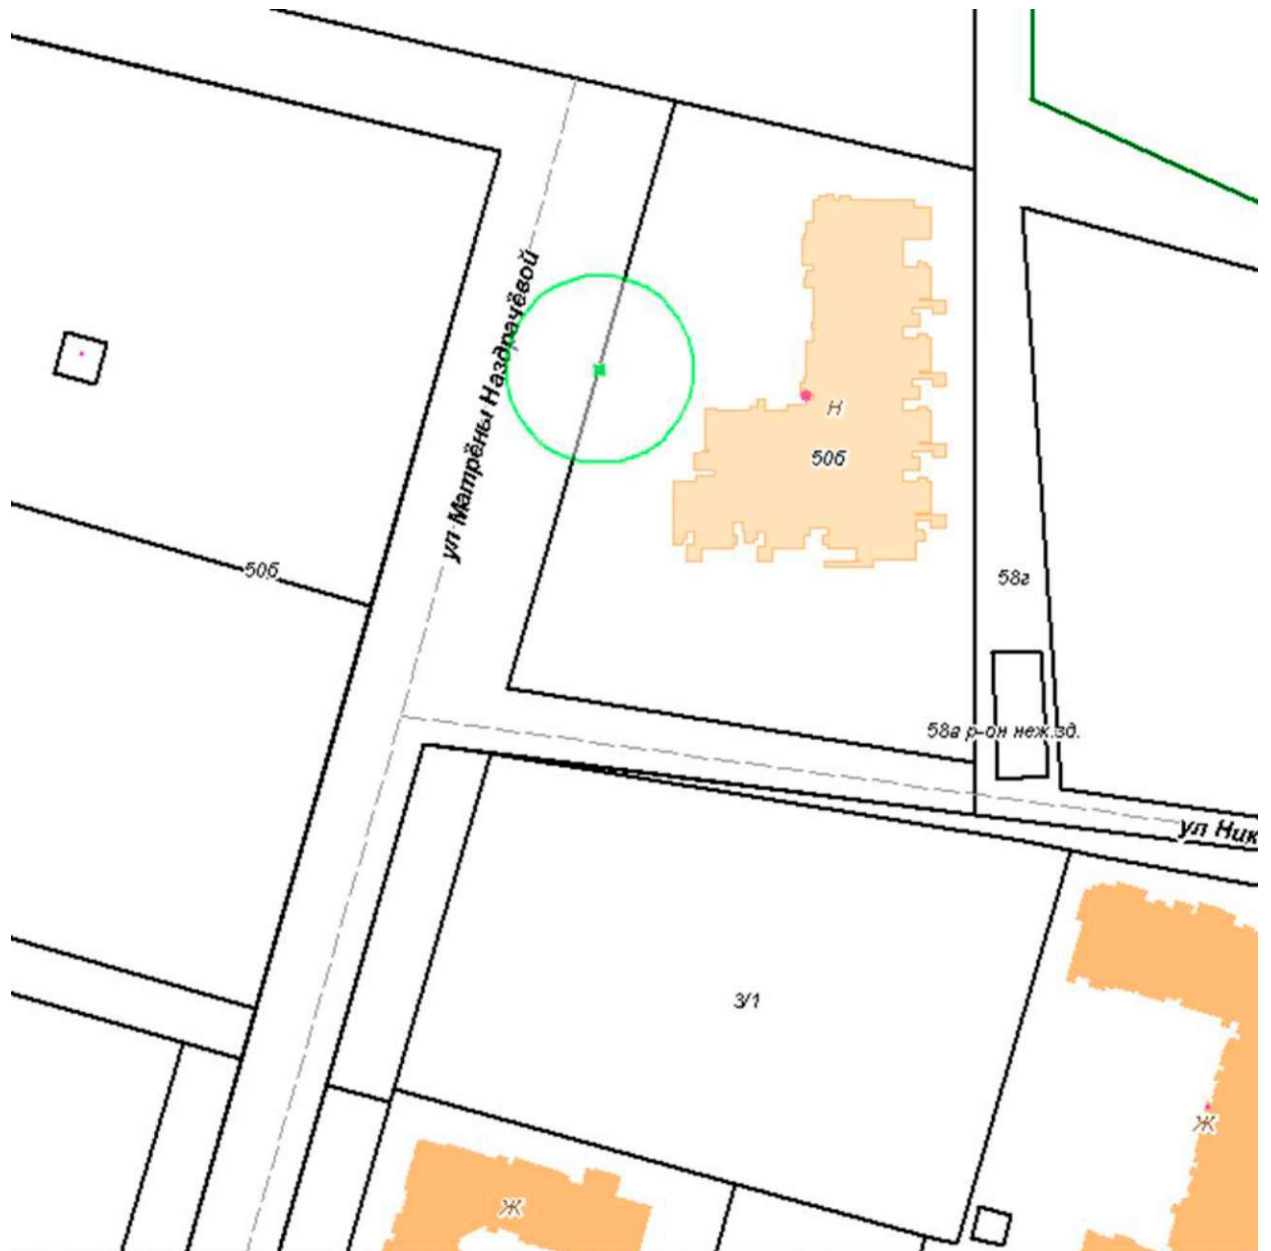 ул Матрёны Наздрачёвой
Н
50б
50б
58г
58а р-он неж.зд.
ул Ник
3/1
Ж
Ж